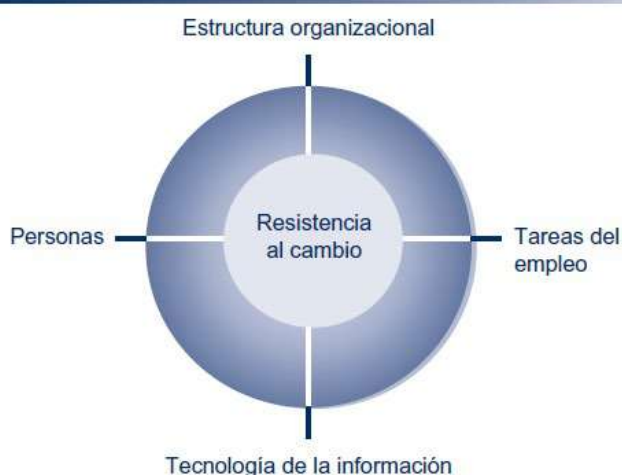 Estructura organizacional
Resistencia
al cambio
Personas
Tareas del
empleo
Tecnología de la información